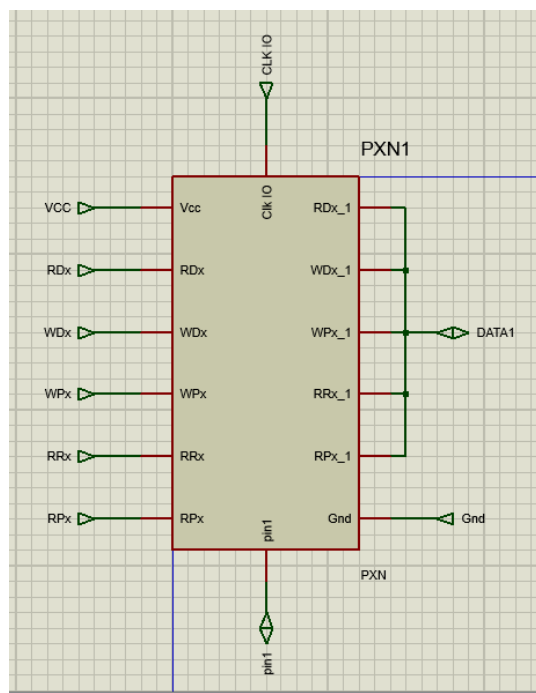 CLK IO
PXN1
Clk IO
VCC Vcc RDx_1
RDx RDx WDx_1
WDx WDx WPx_1 DATA1
WPx WPx RRx_1
RRx RRx RPx_1
RPx RPx Gnd Gnd
pin1
PXN
pin1